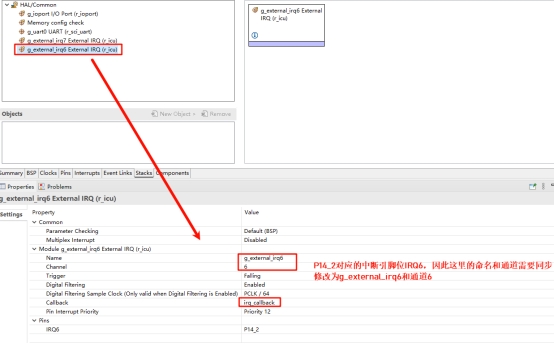 HAL/Common
g_ioport I/O Port (r_ioport)
Memory config check
g_uart0 UART (r_sci_uart)
g_external_irq7 External IRQ (r_icu)
g_external_irq6 External IRQ (r_icu)
g_external_irq6 External
IRQ (r_icu)
Objects
New Object
Remove
Summary BSP Clocks Pins Interrupts Event Links Stacks Components
Properties Problems
g_external_irq6 External IRQ (r_icu)
Settings
Property Value
Common
Parameter Checking Default (BSP)
Multiplex Interrupt Disabled
Module g_external_irq6 External IRQ (r_icu)
Name g_external_irq6
Channel 6
Trigger Falling
Digital Filtering Enabled
Digital Filtering Sample Clock (Only valid when Digital Filtering is Enabled) PCLK / 64
Callback irq_callback
Pin Interrupt Priority Priority 12
Pins
IRQ6 P14_2
P14_2对应的中断引脚位IRQ6，因此这里的命名和通道需要同步
修改为g_external_irq6和通道6